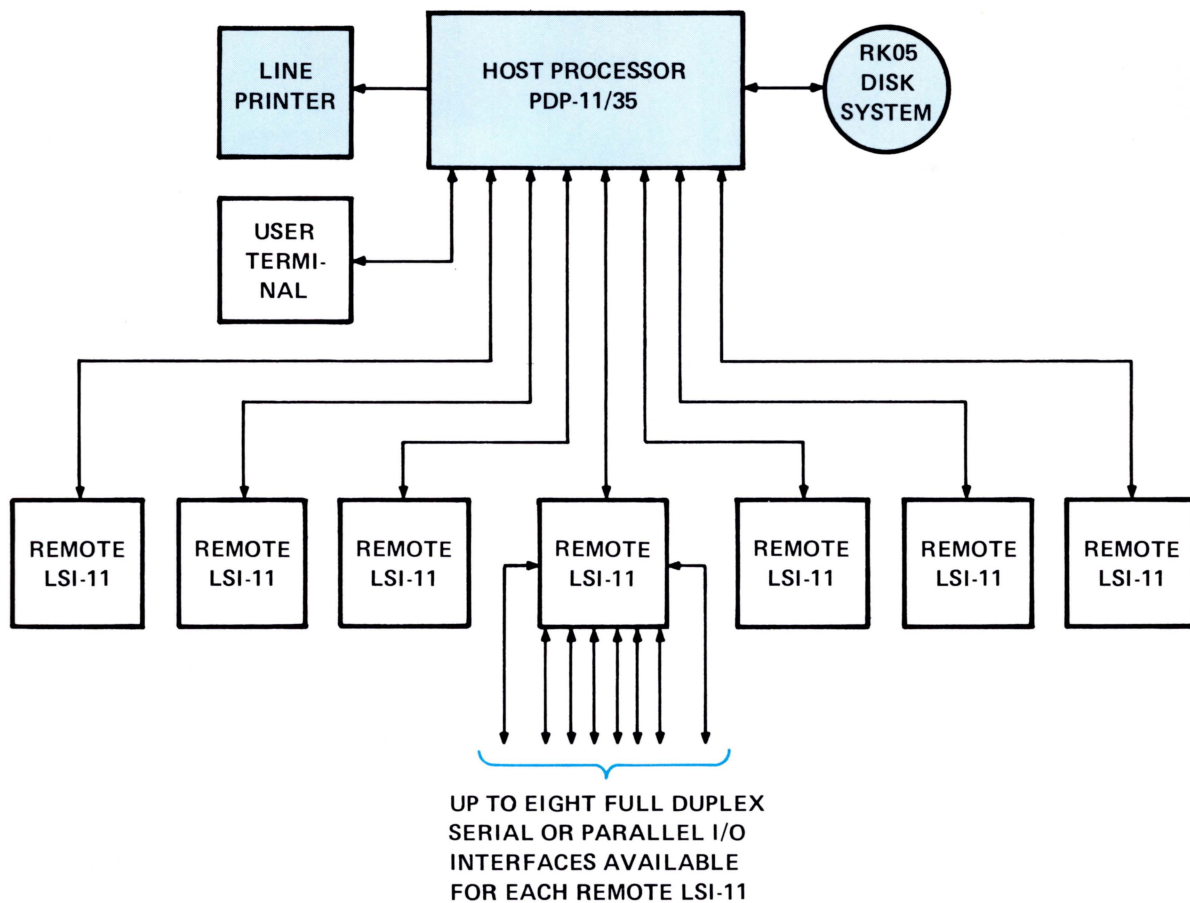 LINE
PRINTER
HOST PROCESSOR
PDP-11/35
RK05
DISK
SYSTEM
USER
TERMI-
NAL
REMOTE
LSI-11
REMOTE
LSI-11
REMOTE
LSI-11
REMOTE
LSI-11
REMOTE
LSI-11
REMOTE
LSI-11
REMOTE
LSI-11
UP TO EIGHT FULL DUPLEX
SERIAL OR PARALLEL I/O
INTERFACES AVAILABLE
FOR EACH REMOTE LSI-11